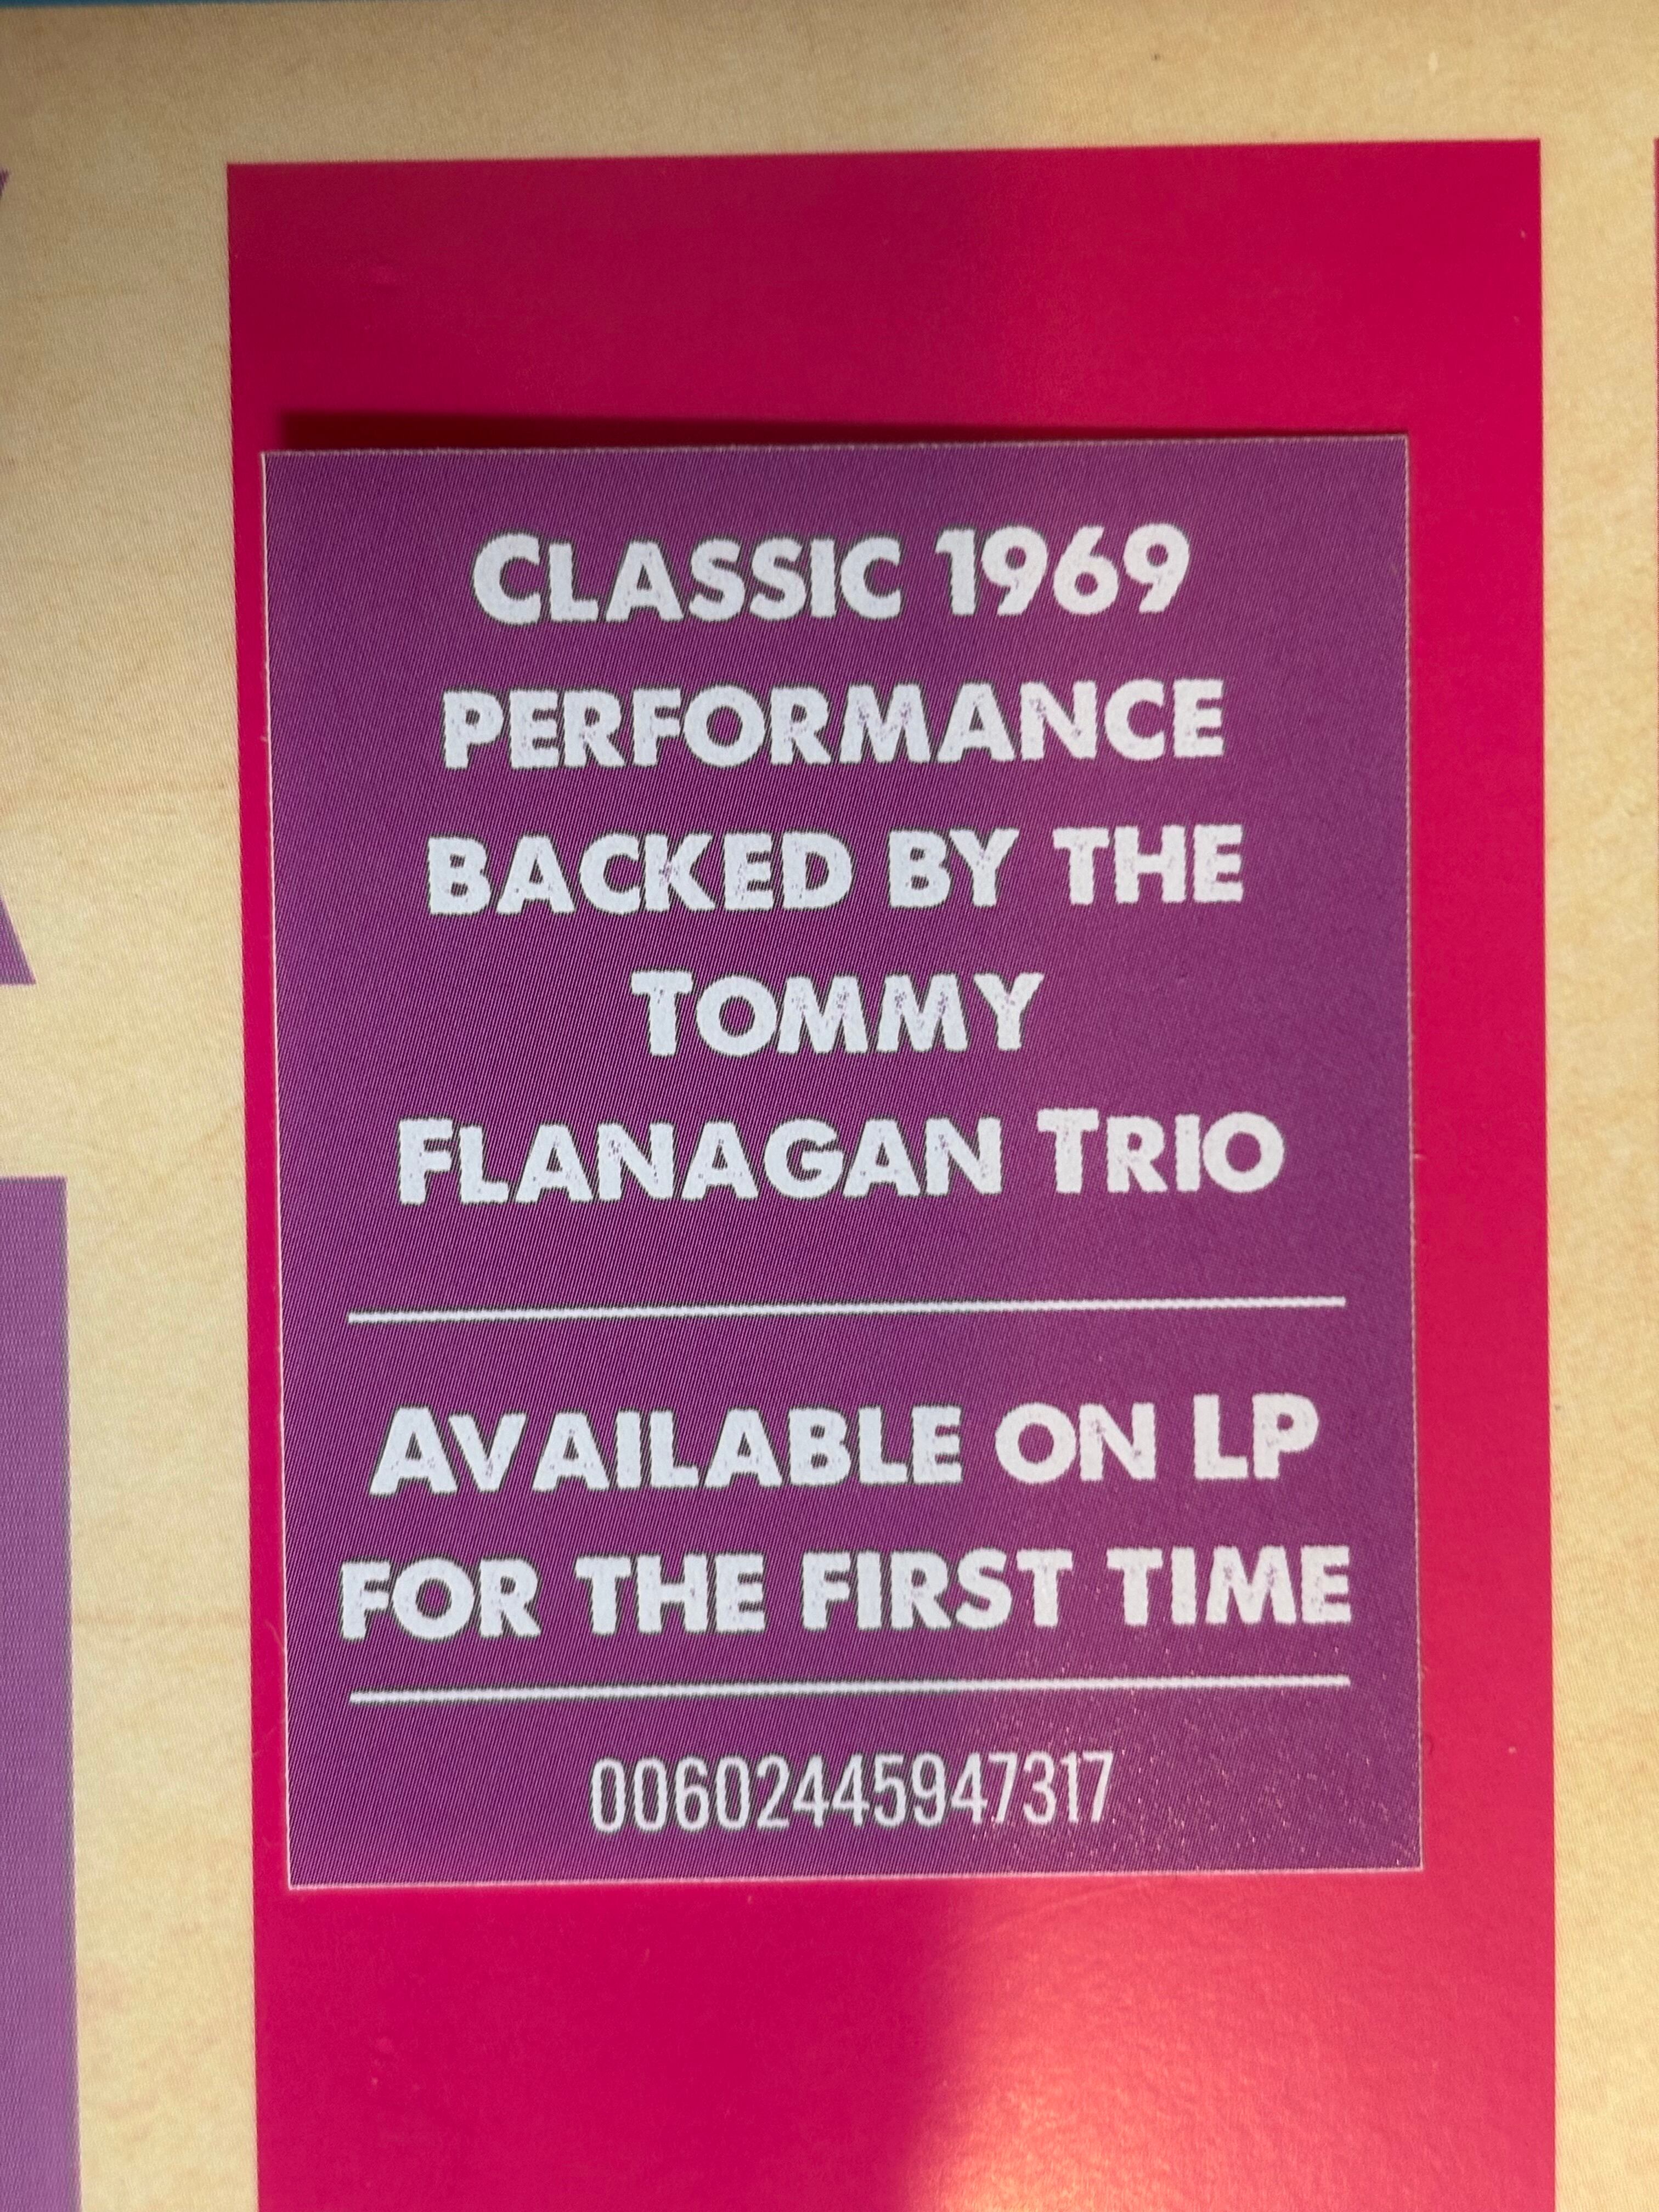 CLASSIC 1969
PERFORMANCE
BACKED BY THE
TOMMY
FLANAGAN TRIO
AVAILABLE ON LP
FOR THE FIRST TIME
00602445947317